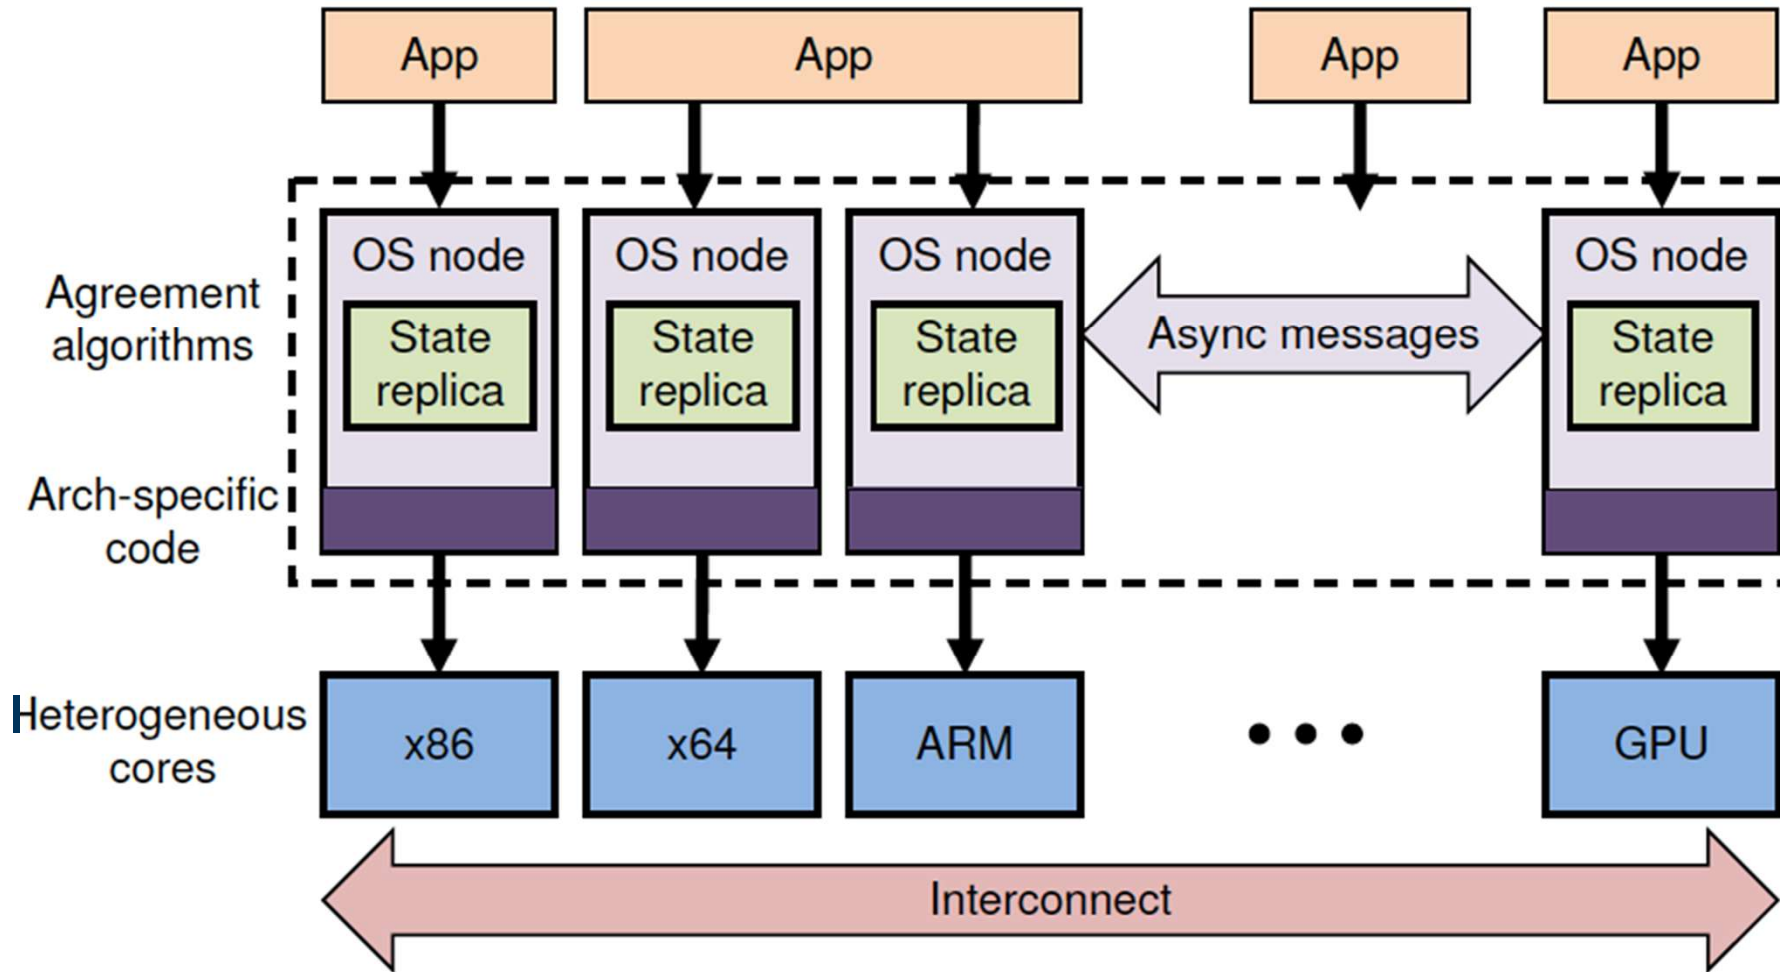 App
App
App
App
OS node
OS node
OS node
OS node
Agreement
algorithms
State
replica
State
replica
State
replica
Async messages
State
replica
Arch-specific
code
Heterogeneous
cores
x86
x64
ARM
GPU
Interconnect